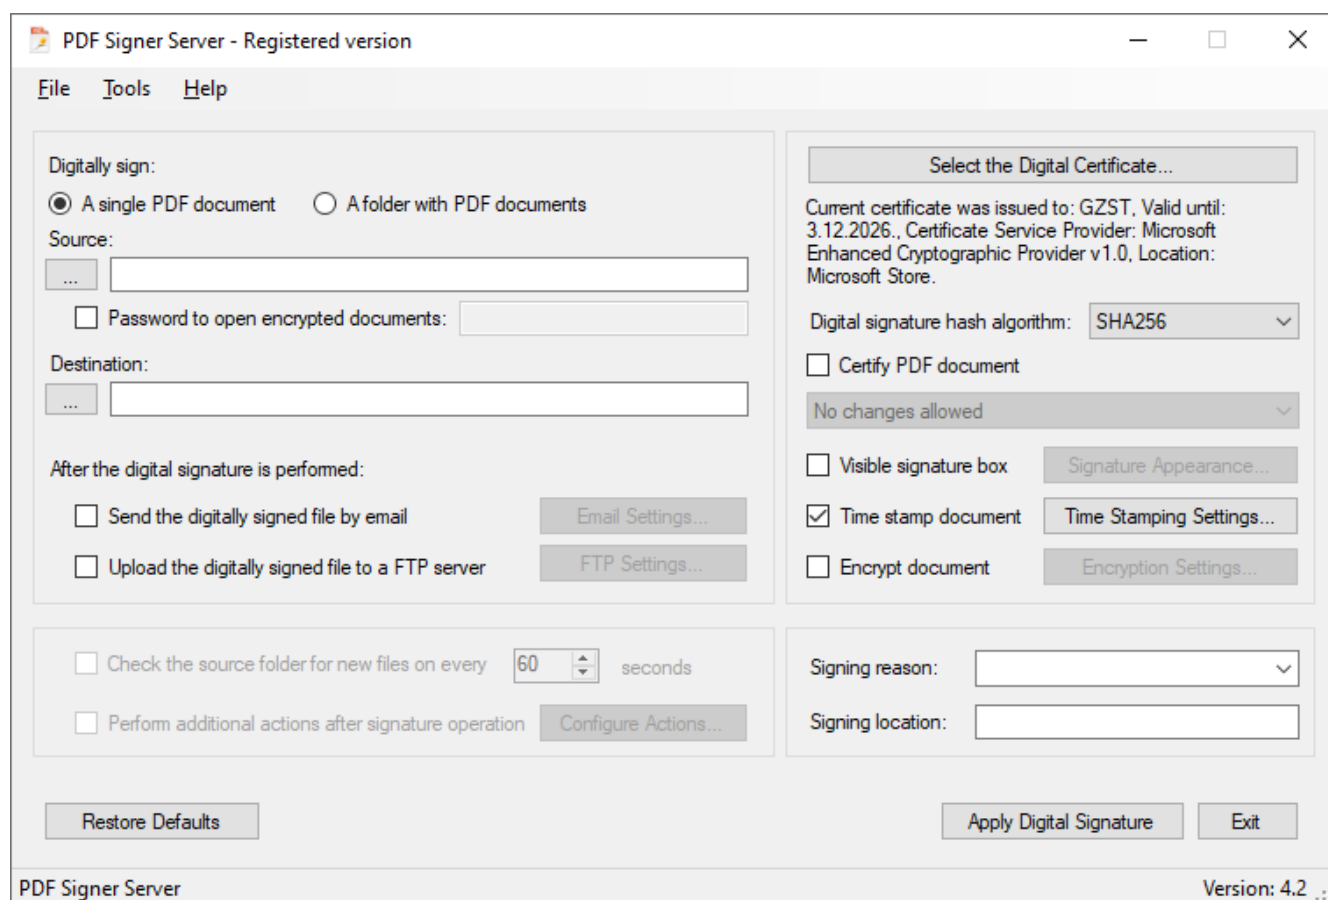 PDF Signer Server - Registered version
File Tools Help
Digitally sign:
A single PDF document A folder with PDF documents
Source:
...
Password to open encrypted documents:
Destination:
...
After the digital signature is performed:
Send the digitally signed file by email Email Settings...
Upload the digitally signed file to a FTP server FTP Settings...
Select the Digital Certificate...
Current certificate was issued to: GZST, Valid until:
3.12.2026., Certificate Service Provider: Microsoft
Enhanced Cryptographic Provider v1.0, Location:
Microsoft Store.
Digital signature hash algorithm: SHA256
Certify PDF document
No changes allowed
Visible signature box Signature Appearance...
Time stamp document Time Stamping Settings...
Encrypt document Encryption Settings...
Check the source folder for new files on every 60 seconds
Perform additional actions after signature operation Configure Actions...
Signing reason:
Signing location:
Restore Defaults Apply Digital Signature Exit
PDF Signer Server Version: 4.2